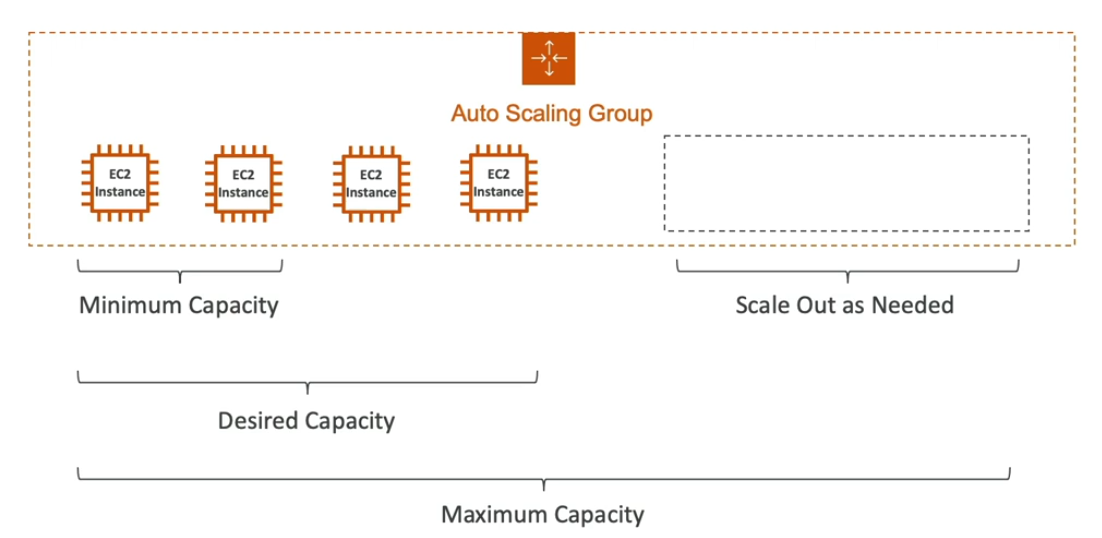 Auto Scaling Group
EC2
Instance
EC2
Instance
EC2
Instance
EC2
Instance
Minimum Capacity
Scale Out as Needed
Desired Capacity
Maximum Capacity